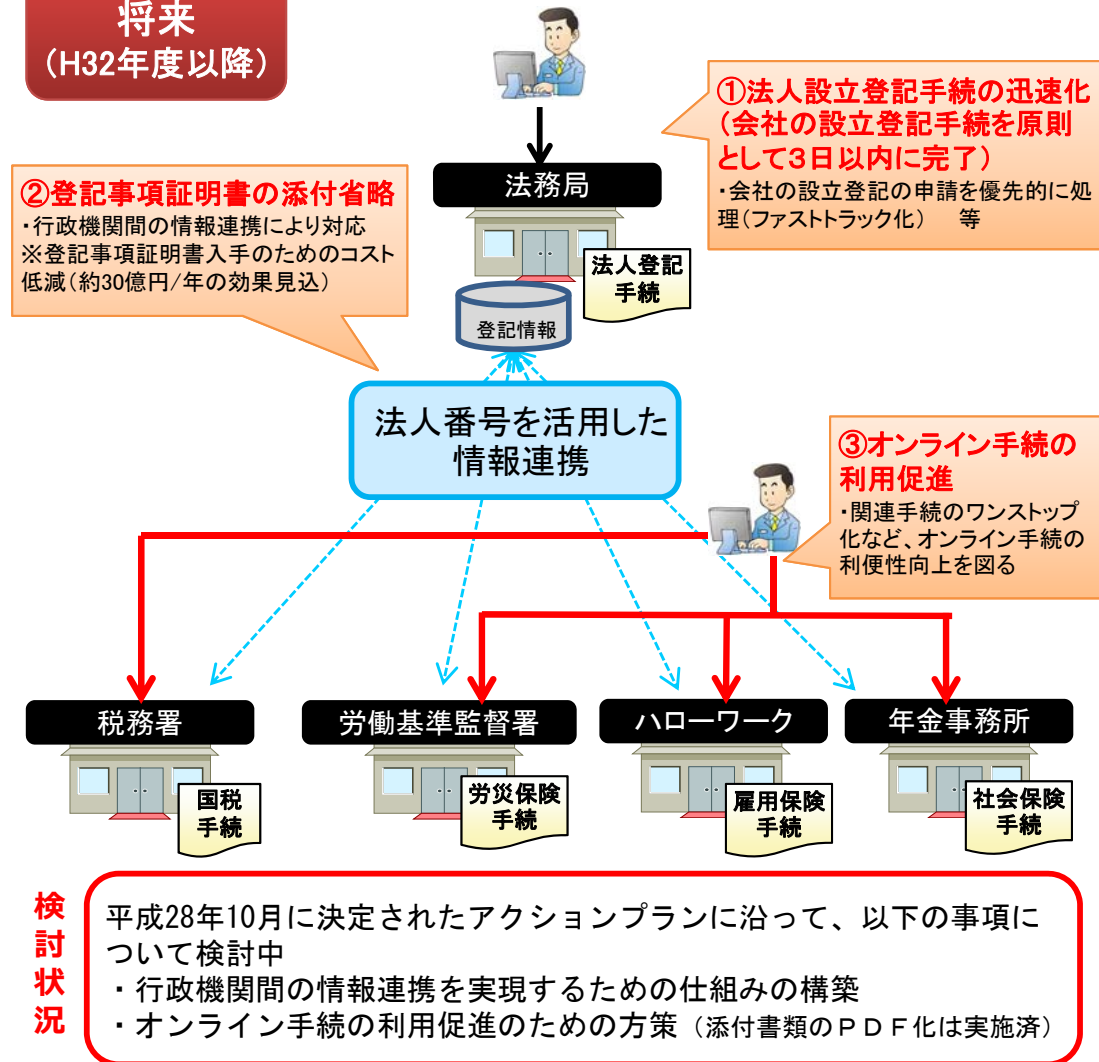 将来
（H32年度以降）
①法人設立登記手続の迅速化
（会社の設立登記手続を原則
として３日以内に完了）
・会社の設立登記の申請を優先的に処
理（ファストトラック化）　等
②登記事項証明書の添付省略
・行政機関間の情報連携により対応
※登記事項証明書入手のためのコスト
低減（約30億円/年の効果見込）
法務局
法人登記
手続
登記情報
法人番号を活用した
情報連携
③オンライン手続の
利用促進
・関連手続のワンストップ
化など、オンライン手続の
利便性向上を図る
税務署
労働基準監督署
ハローワーク
年金事務所
国税
手続
労災保険
手続
雇用保険
手続
社会保険
手続
検討状況
平成28年10月に決定されたアクションプランに沿って、以下の事項に
ついて検討中
・行政機関間の情報連携を実現するための仕組みの構築
・オンライン手続の利用促進のための方策（添付書類のＰＤＦ化は実施済）